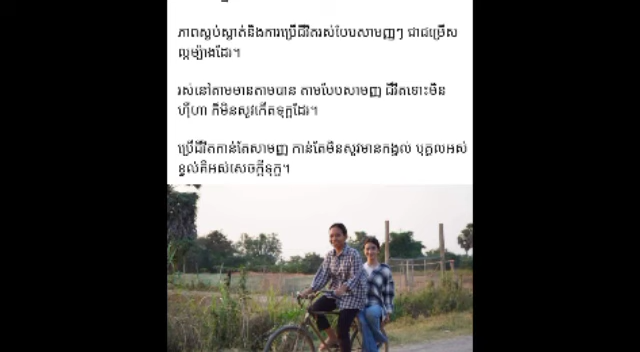 ភាពស្ងប់ស្ងាត់និងការប្រើជីវិតរស់បែបសាមញ្ញៗ ជាជម្រើស
ល្អម្យ៉ាងដែរ។
រស់នៅតាមមានតាមបាន តាមបែបសាមញ្ញ ជីវិតទោះមិន
ហ៊ឺហា ក៏មិនសូវកើតទុក្ខដែរ។
ប្រើជីវិតកាន់តែសាមញ្ញ កាន់តែមិនសូវមានកង្វល់ បុគ្គលអស់
ខ្វល់គឺអស់សេចក្ដីទុក្ខ។